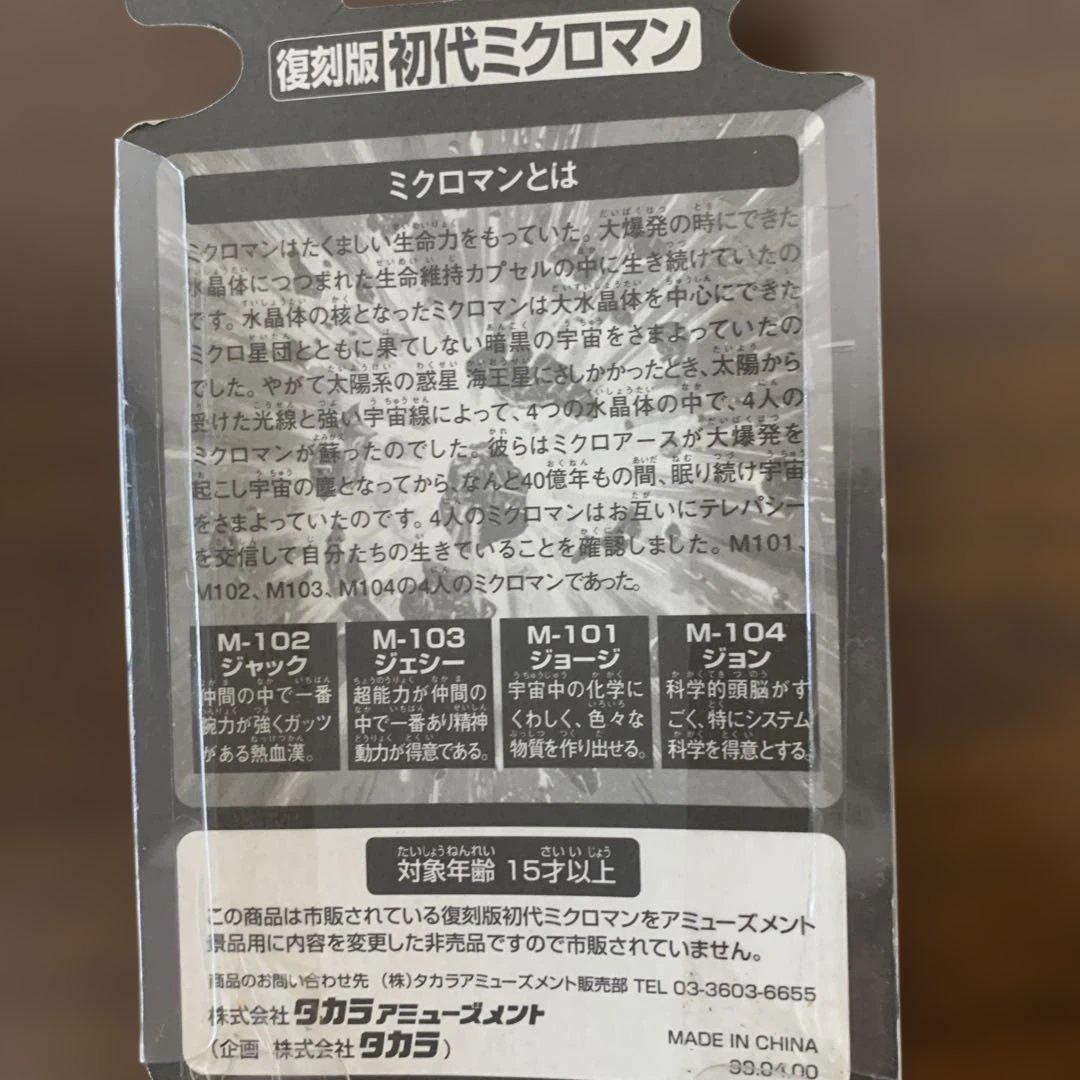 復刻版 初代ミクロマン
ミクロマンとは
ミクロマンはたくましい生命力をもっていた。大爆発の時にできた
水晶体につつまれた生命維持カプセルの中に生き続けていたの
です。水晶体の核となったミクロマンは大水晶体を中心にできた
ミクロ星団とともに果てしない暗黒の宇宙をさまよっていたの
でした。やがて太陽系の惑星 海王星にさしかかったとき、太陽から
受けた光線と強い宇宙線によって、4つの水晶体の中で、4人の
ミクロマンが蘇ったのでした。彼らはミクロアースが大爆発を
起こし宇宙の塵となってから、なんと40億年もの間、眠り続け宇宙
をさまよっていたのです。4人のミクロマンはお互いにテレパシー
を交信して自分たちの生きていることを確認しました。M101、
M102、M103、M104の4人のミクロマンであった。
M-102
ジャック
仲間の中で一番
腕力が強くガッツ
がある熱血漢。
M-103
ジェシー
超能力が仲間の
中で一番あり精神
動力が得意である。
M-101
ジョージ
宇宙中の化学に
くわしく、色々な
物質を作り出せる。
M-104
ジョン
科学的頭脳がす
ごく、特にシステム
科学を得意とする。
対象年齢 15才以上
この商品は市販されている復刻版初代ミクロマンをアミューズメント
景品用に内容を変更した非売品ですので市販されていません。
商品のお問い合わせ先 (株)タカラアミューズメント販売部 TEL 03-3603-6655
株式会社タカラアミューズメント
(企画 株式会社タカラ)
MADE IN CHINA
99.04.00